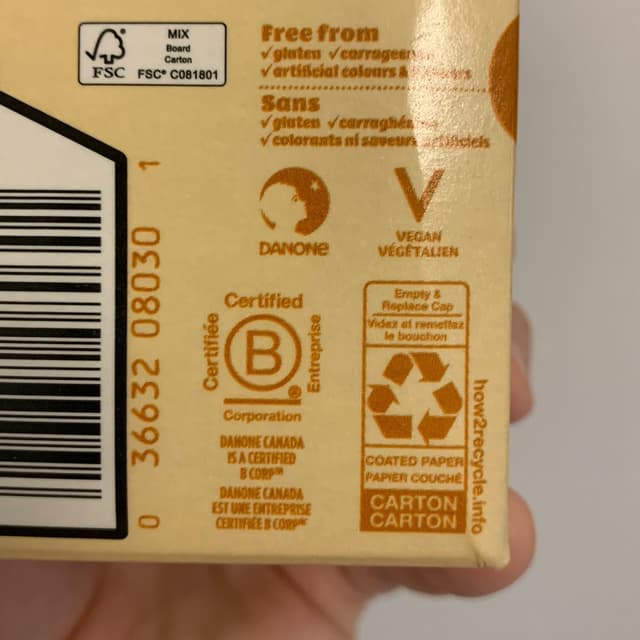 FSC
MIX
Board
Carton
FSC® C081801
Free from
✓gluten ✓carrageenan
✓artificial colours &
Sans
✓gluten ✓carraghénane
✓colorants ni saveurs artificiels
DANONE
V
VEGAN
VÉGÉTALIEN
0 36632 08030 1
Certified
Certifiée
B
®
Entreprise
Corporation
DANONE CANADA
IS A CERTIFIED
B CORP™
DANONE CANADA
EST UNE ENTREPRISE
CERTIFIÉE B CORP™
Empty &
Replace Cap
Videz et remettez
le bouchon
COATED PAPER
PAPIER COUCHÉ
CARTON
CARTON
how2recycle.info